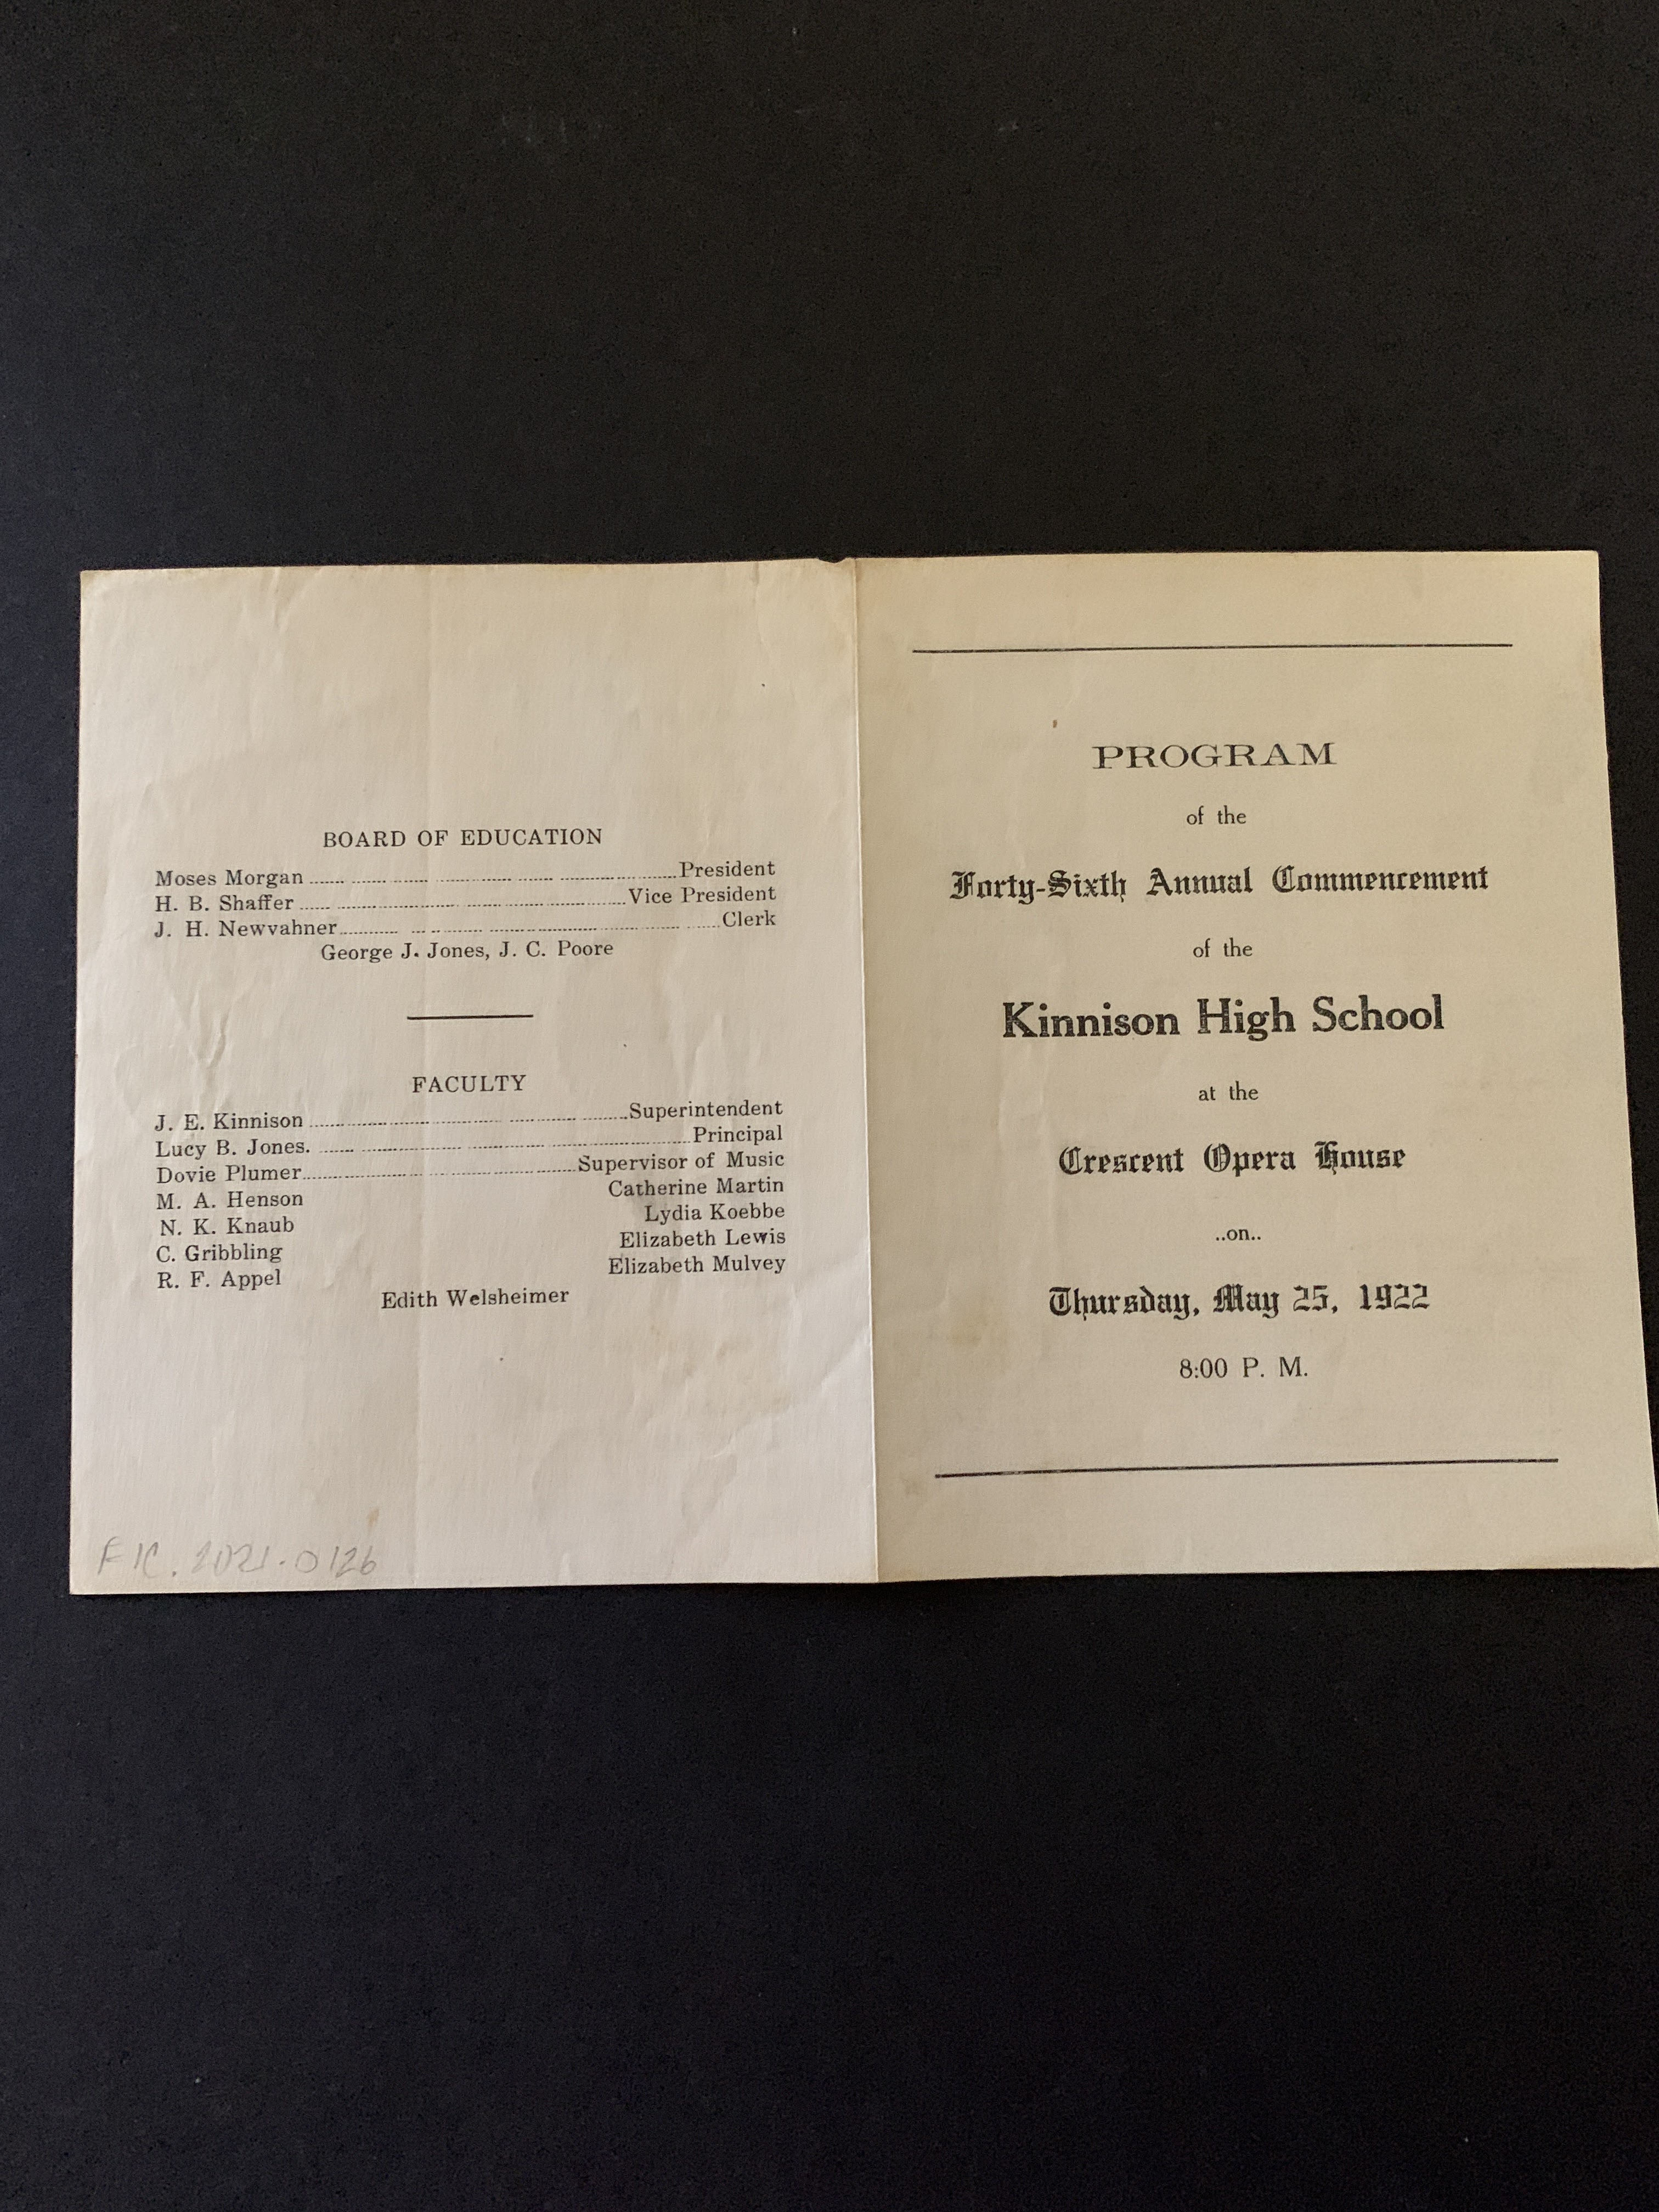 BOARD OF EDUCATION
Moses Morgan President
H. B. Shaffer Vice President
J. H. Newvahner Clerk
George J. Jones, J. C. Poore
FACULTY
J. E. Kinnison Superintendent
Lucy B. Jones. Principal
Dovie Plumer Supervisor of Music
M. A. Henson Catherine Martin
N. K. Knaub Lydia Koebbe
C. Gribbling Elizabeth Lewis
R. F. Appel Elizabeth Mulvey
Edith Welsheimer
FIC. 2021.0126
PROGRAM
of the
Forty-Sixth Annual Commencement
of the
Kinnison High School
at the
Crescent Opera House
..on..
Thursday, May 25, 1922
8:00 P. M.